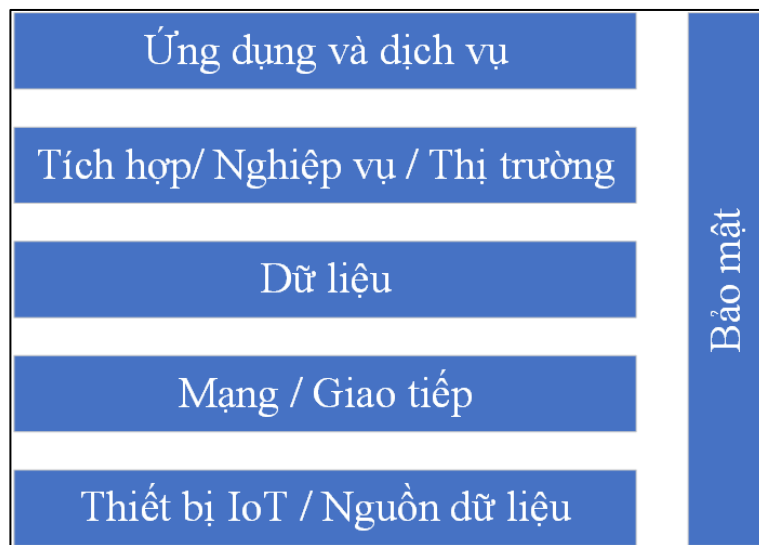 Ứng dụng và dịch vụ
Tích hợp/ Nghiệp vụ / Thị trường
Dữ liệu
Mạng / Giao tiếp
Thiết bị IoT / Nguồn dữ liệu
Bảo mật